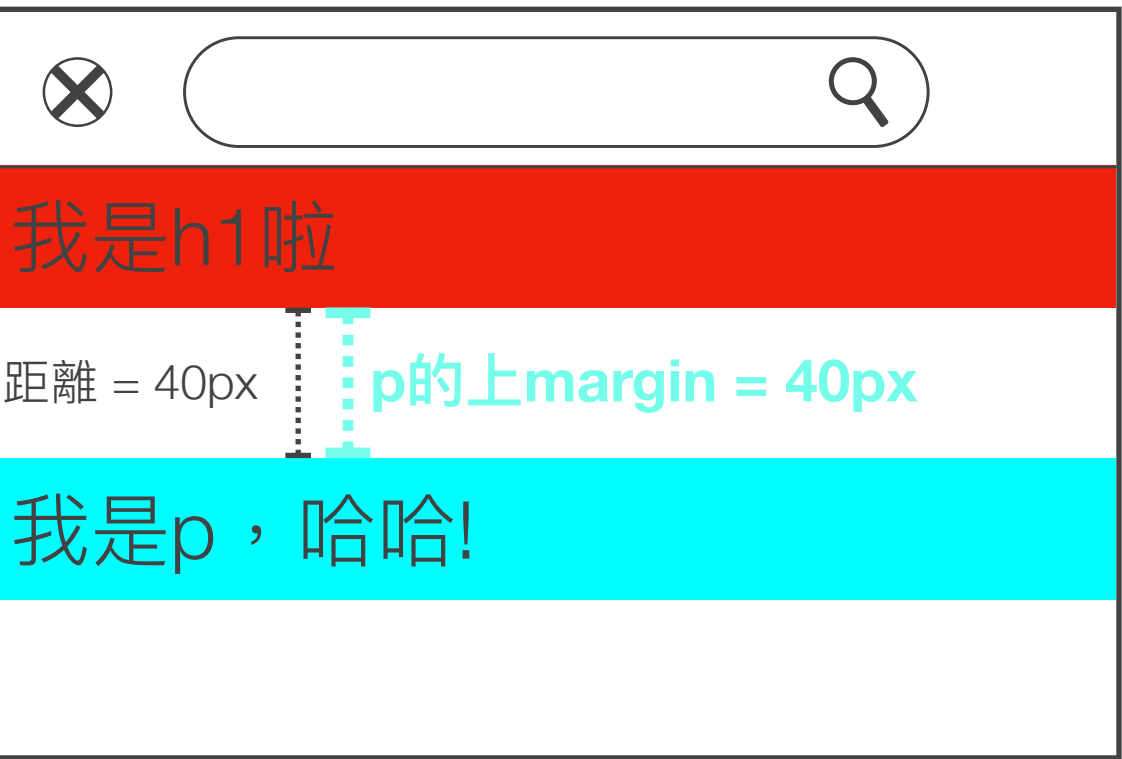 我是h1啦
距離 = 40px
p的上margin = 40px
我是p，哈哈!